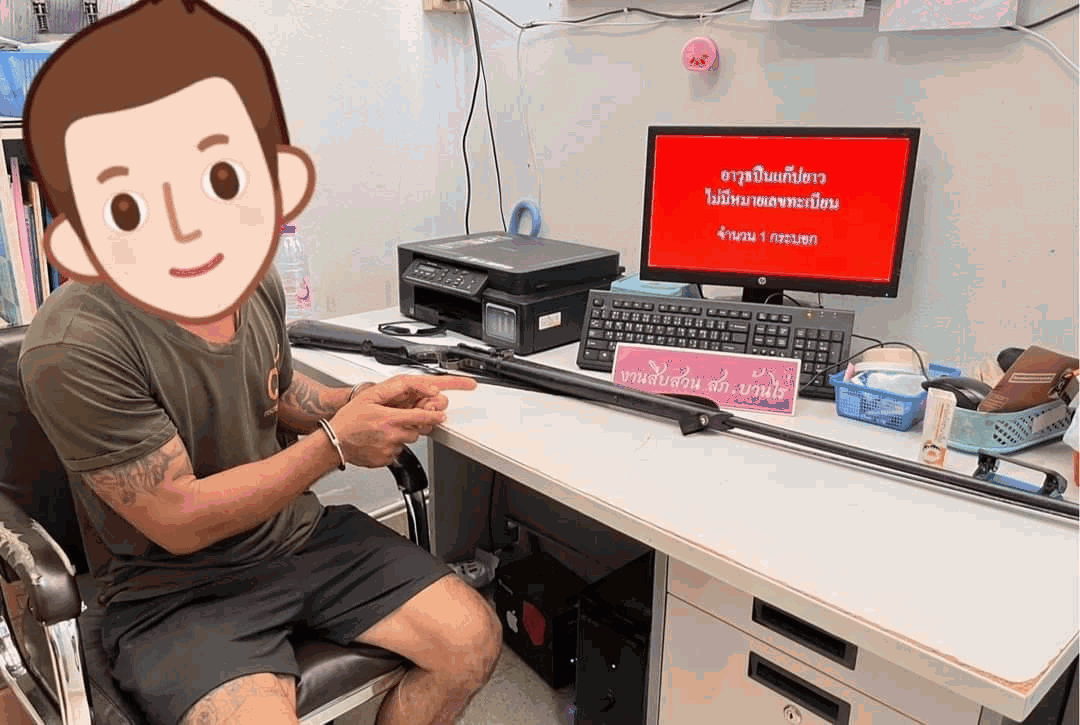 อาวุธปืนแก๊ปยาว
ไม่มีหมายเลขทะเบียน
จำนวน 1 กระบอก
hp
งานสืบสวน สภ.บ่วันไร่